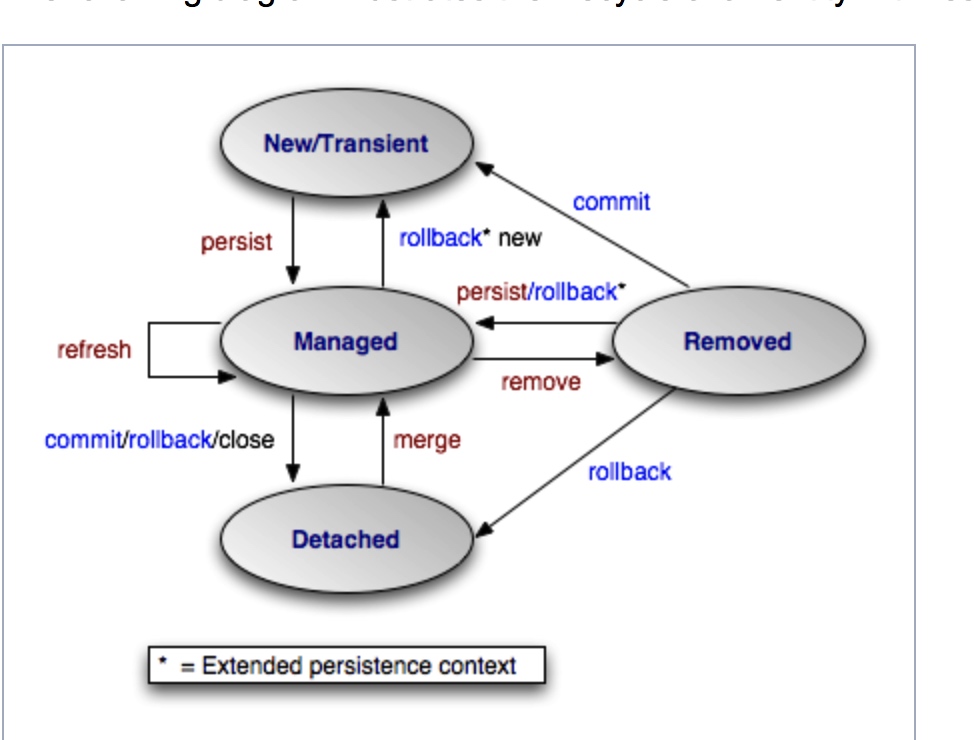 New/Transient
commit
persist
rollback* new
persist/rollback*
Managed
Removed
refresh
remove
commit/rollback/close
merge
rollback
Detached
* = Extended persistence context